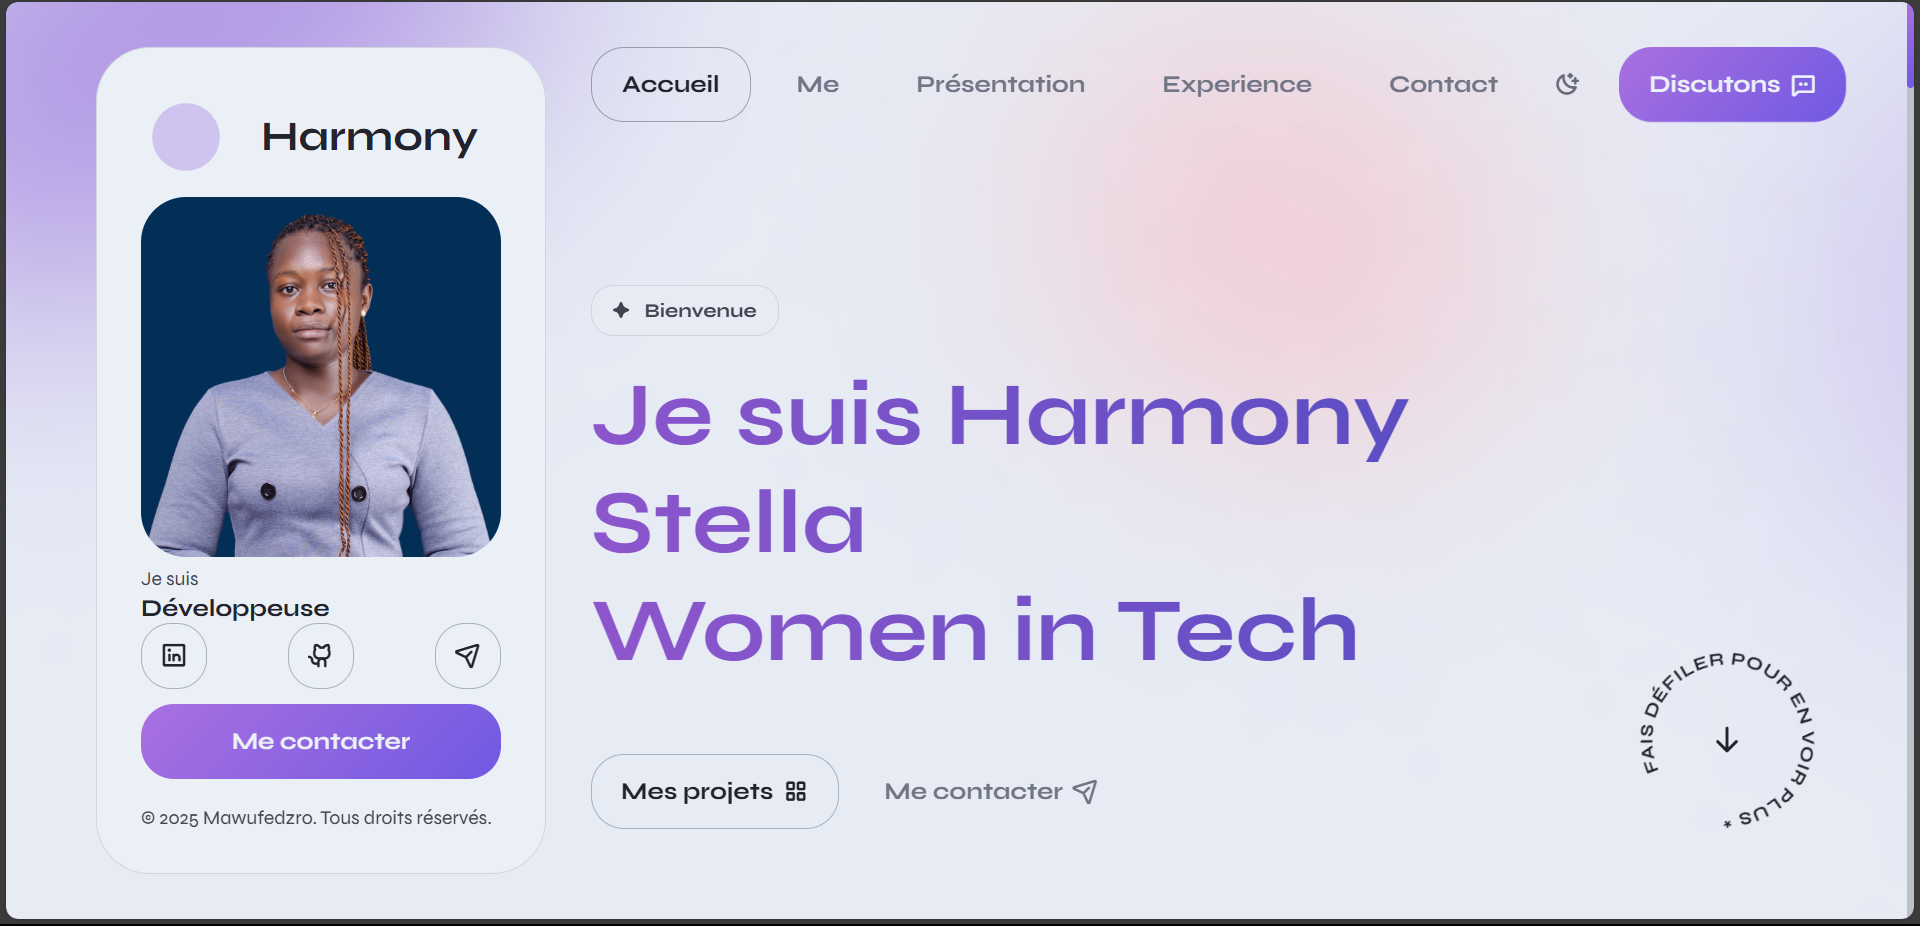 Harmony
Je suis
Développeuse
Me contacter
© 2025 Mawufedzro. Tous droits réservés.
Accueil
Me
Présentation
Experience
Contact
Discutons
Bienvenue
Je suis Harmony
Stella
Women in Tech
Mes projets
Me contacter
FAIS DÉFILER POUR EN VOIR PLUS *